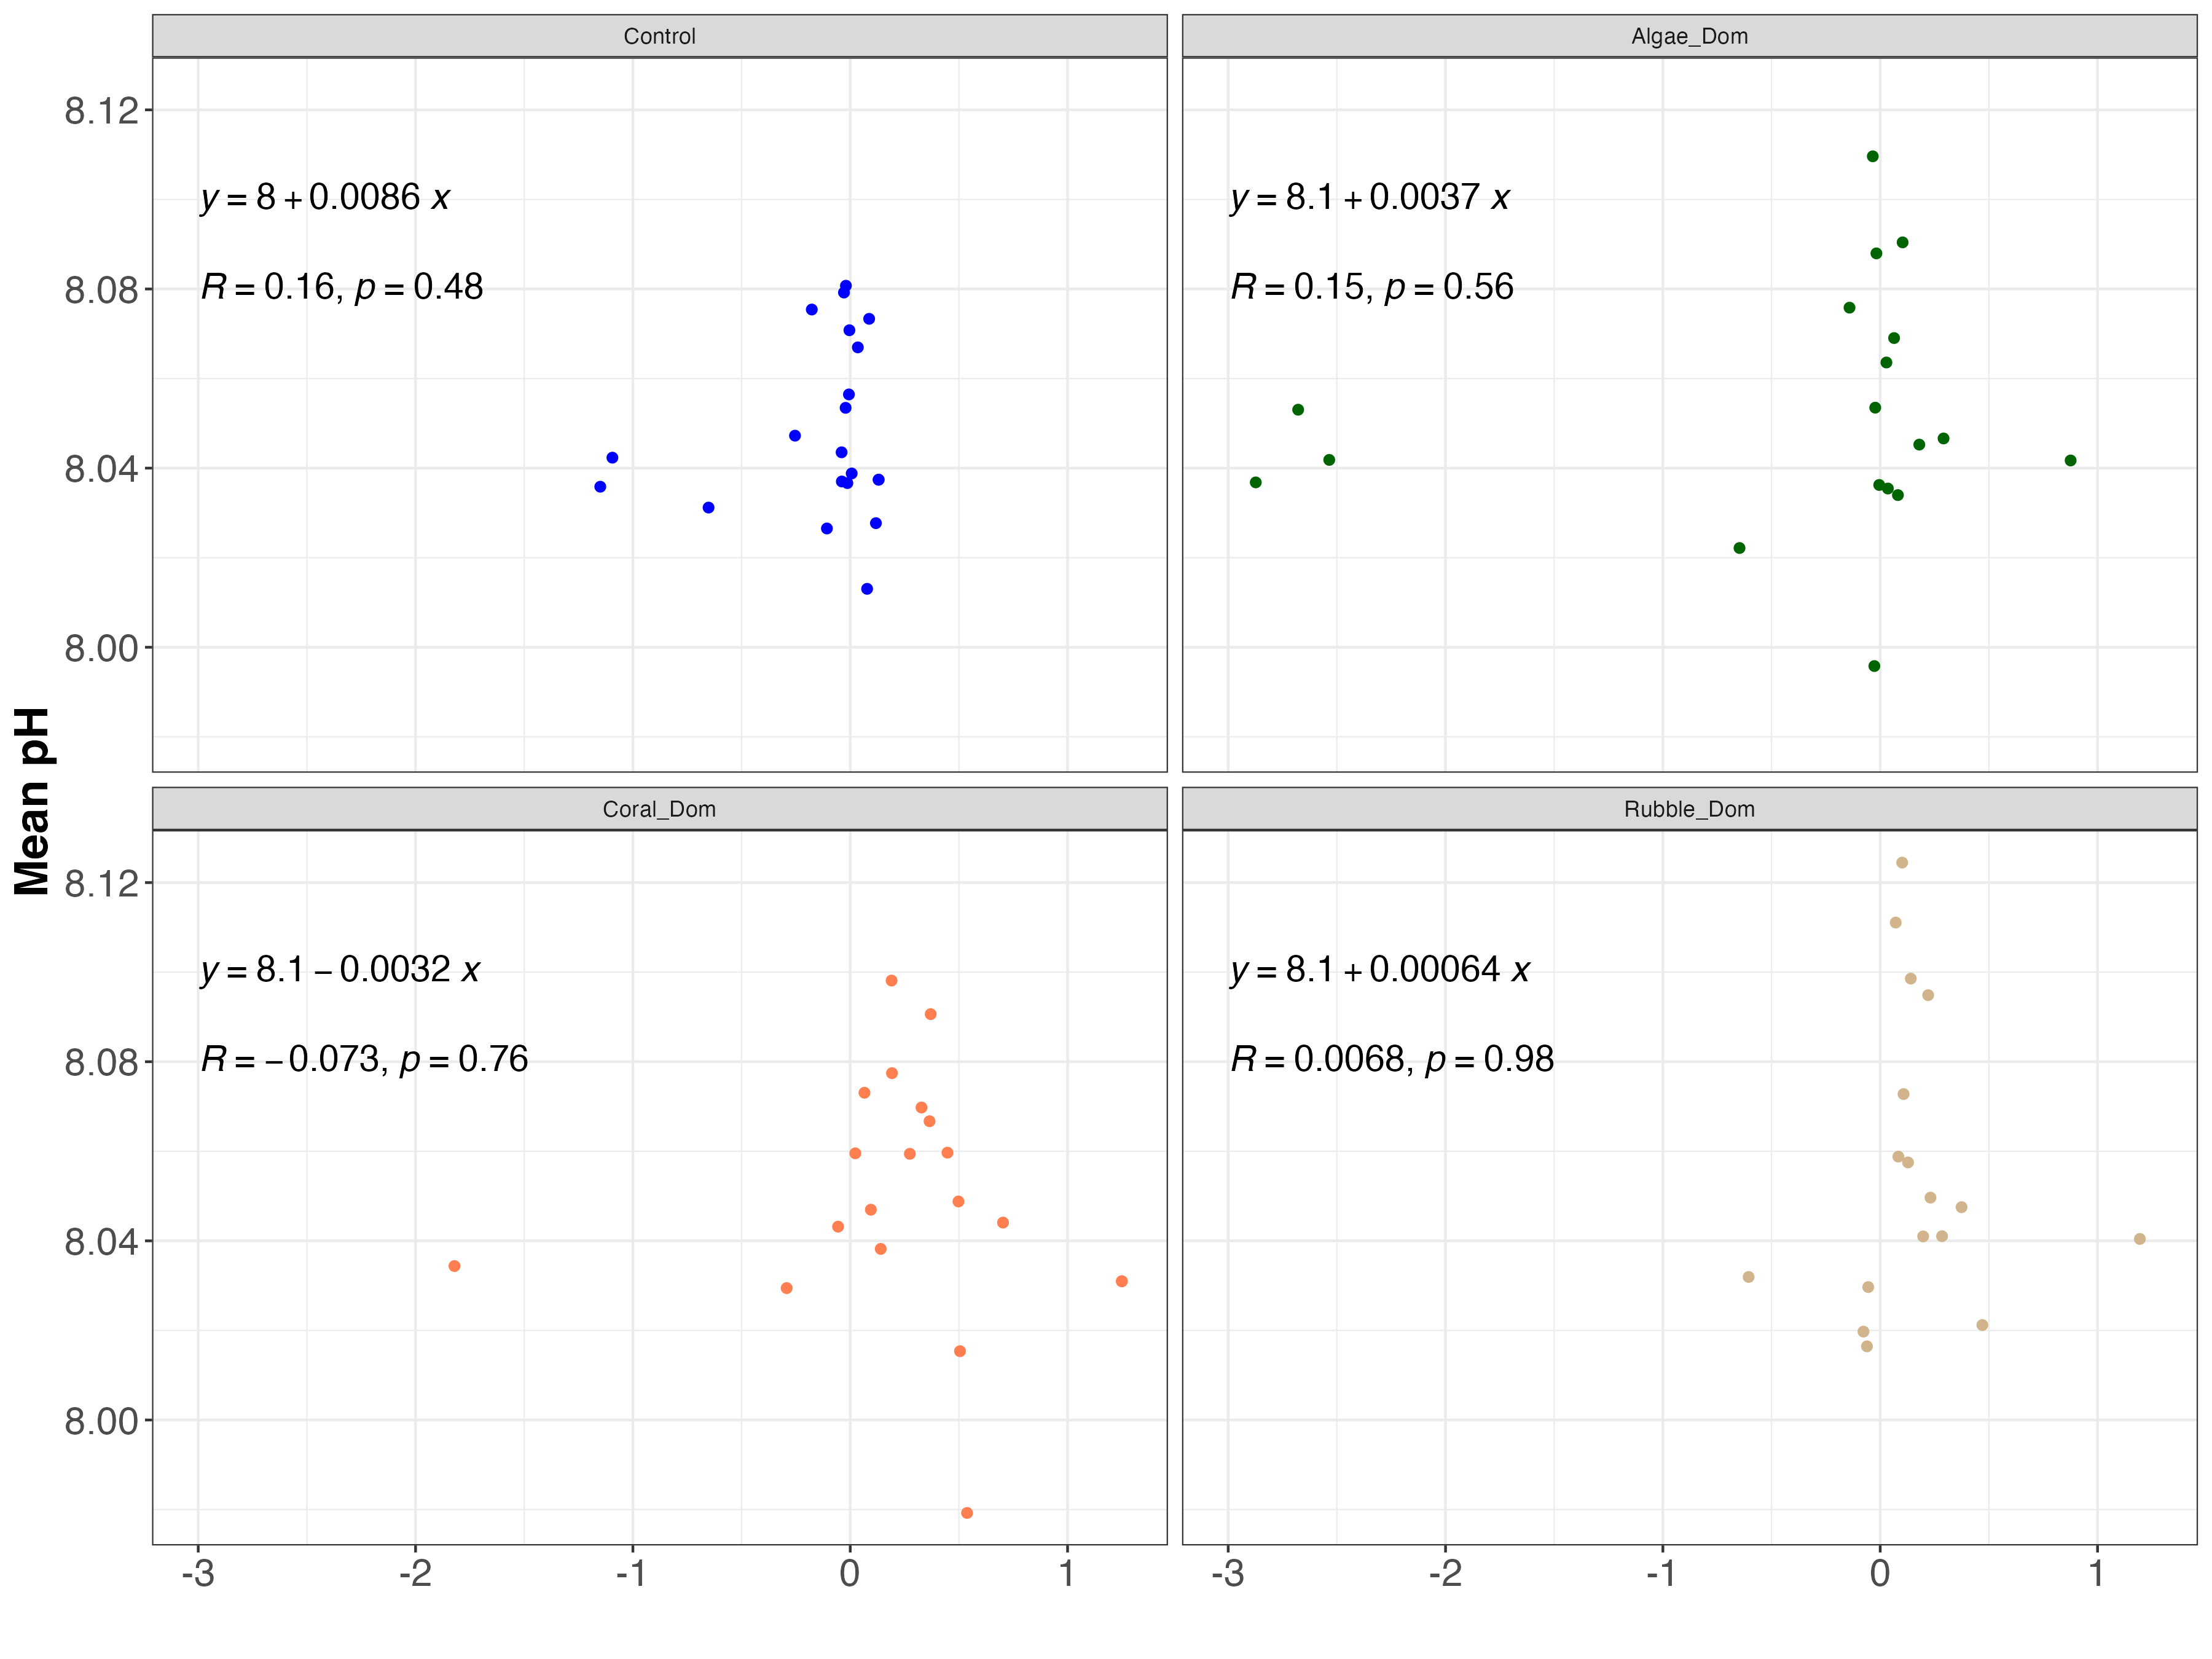 Control
Algae_Dom
8.12
8.08
8.04
8.00
y = 8 + 0.0086 x
R = 0.16, p = 0.48
y = 8.1 + 0.0037 x
R = 0.15, p = 0.56
Mean pH
Coral_Dom
Rubble_Dom
8.12
8.08
8.04
8.00
y = 8.1 − 0.0032 x
R = −0.073, p = 0.76
y = 8.1 + 0.00064 x
R = 0.0068, p = 0.98
-3 -2 -1 0 1
-3 -2 -1 0 1